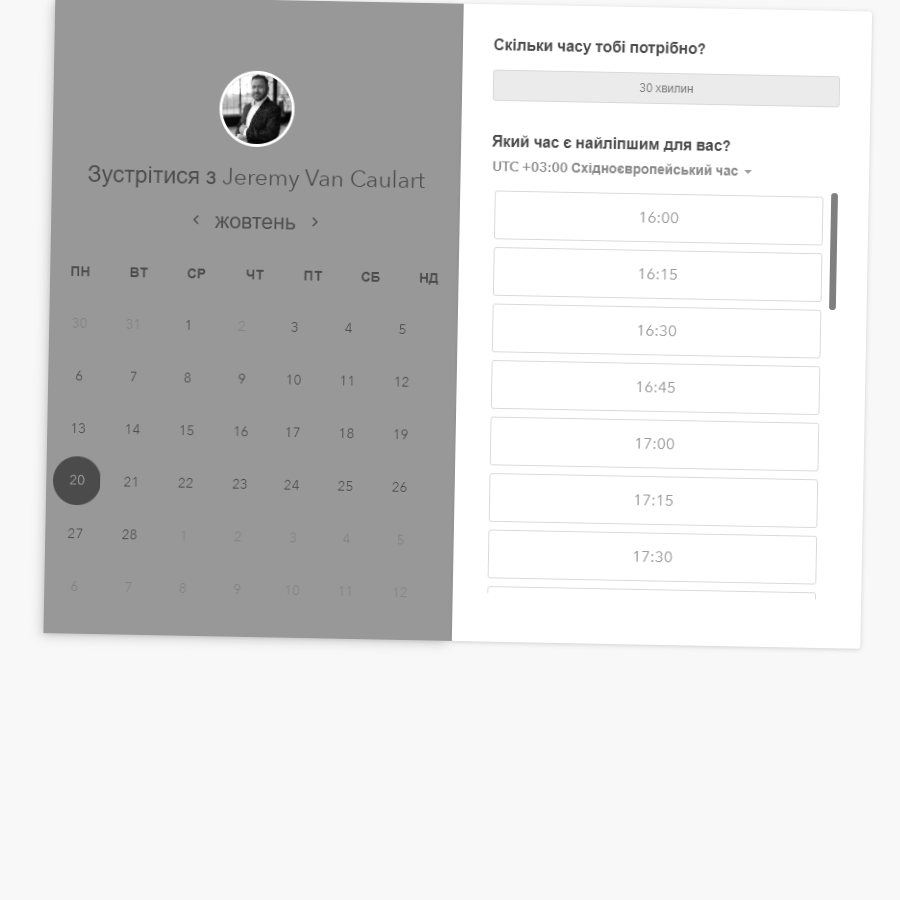 Зустрітися з Jeremy Van Caulart
жовтень
ПН ВТ СР ЧТ ПТ СБ НД
30 31 1 2 3 4 5
6 7 8 9 10 11 12
13 14 15 16 17 18 19
20 21 22 23 24 25 26
27 28 1 2 3 4 5
6 7 8 9 10 11 12
Скільки часу тобі потрібно?
30 хвилин
Який час є найліпшим для вас?
UTC +03:00 Східноєвропейський час
16:00
16:15
16:30
16:45
17:00
17:15
17:30